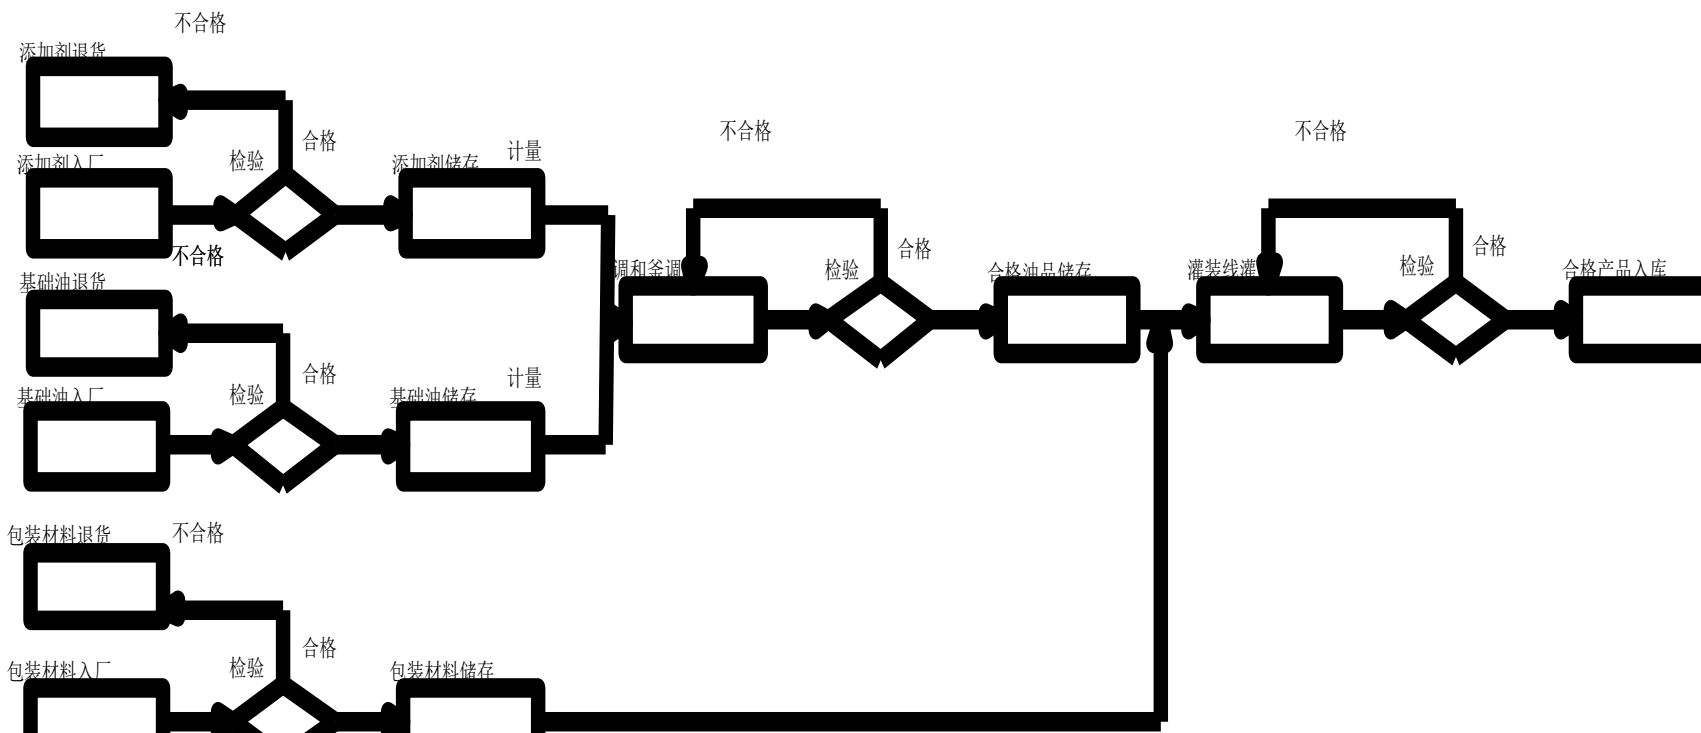 不合格
添加剂退货
合格
检验
添加剂入厂
添加剂储存
计量
不合格
不合格
不合格
基础油退货
调和釜调
检验
合格
合格油品储存
灌装线灌
检验
合格
合格产品入库
合格
检验
基础油入厂
基础油储存
计量
包装材料退货
不合格
合格
检验
包装材料入厂
包装材料储存